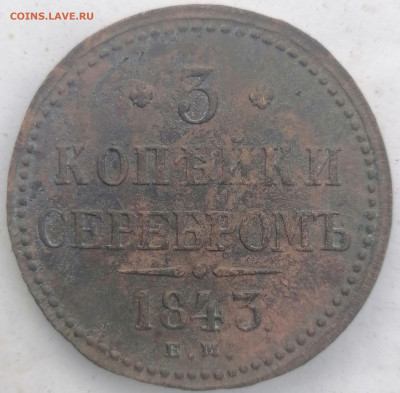 COINS.LAVE.RU
3
КОПѢЙКИ
СЕРЕБРОМЪ
1843.
Е.М.